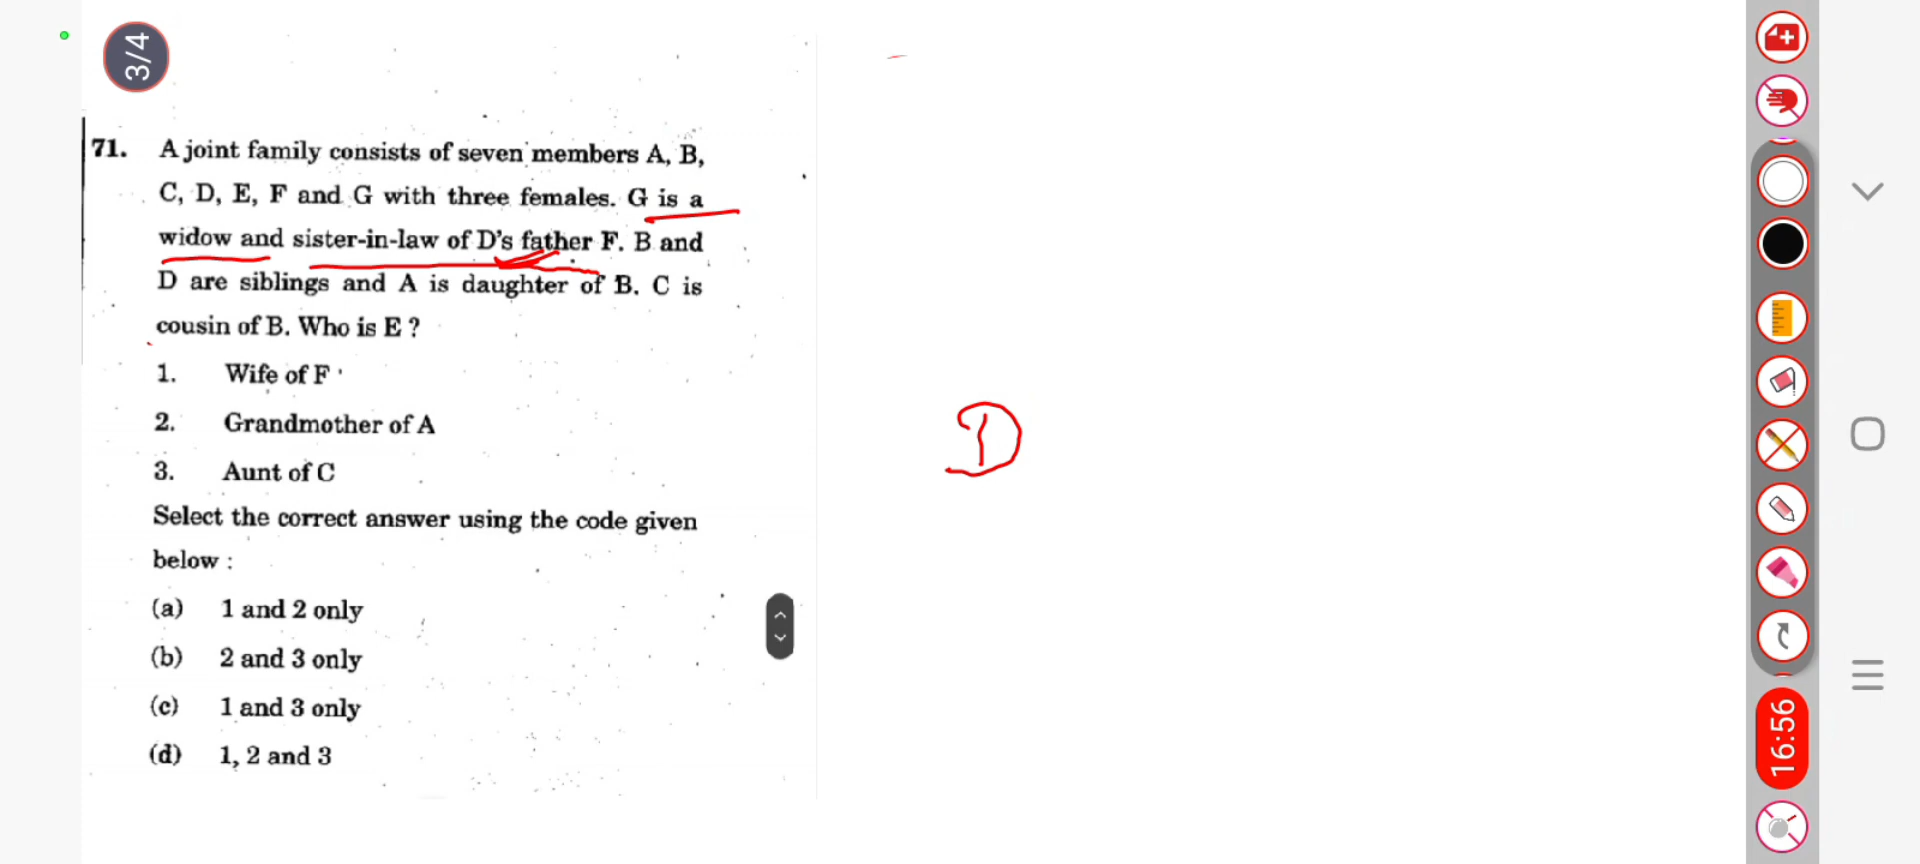 3/4
71. A joint family consists of seven members A, B,
C, D, E, F and G with three females. G is a
widow and sister-in-law of D's father F. B and
D are siblings and A is daughter of B. C is
cousin of B. Who is E ?
1. Wife of F
2. Grandmother of A
3. Aunt of C
Select the correct answer using the code given
below :
(a) 1 and 2 only
(b) 2 and 3 only
(c) 1 and 3 only
(d) 1, 2 and 3
D
16:56